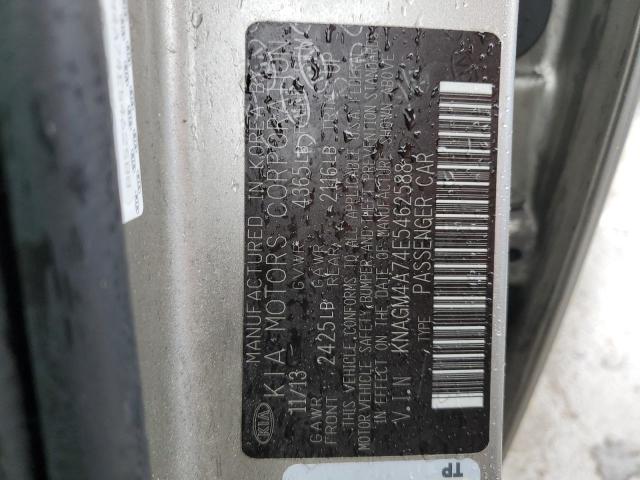 KIA
MANUFACTURED IN KOREA BY
KIA MOTORS CORPORATION
11/13 GVWR 4365LB
GAWR GAWR
FRONT 2425LB REAR 2116LB
THIS VEHICLE CONFORMS TO ALL APPLICABLE U.S.A FEDERAL
MOTOR VEHICLE SAFETY, BUMPER, AND THEFT PREVENTION STANDARDS
IN EFFECT ON THE DATE OF MANUFACTURE SHOWN ABOVE
V.I.N KNAGM4A74E5462588
TYPE PASSENGER CAR
TP